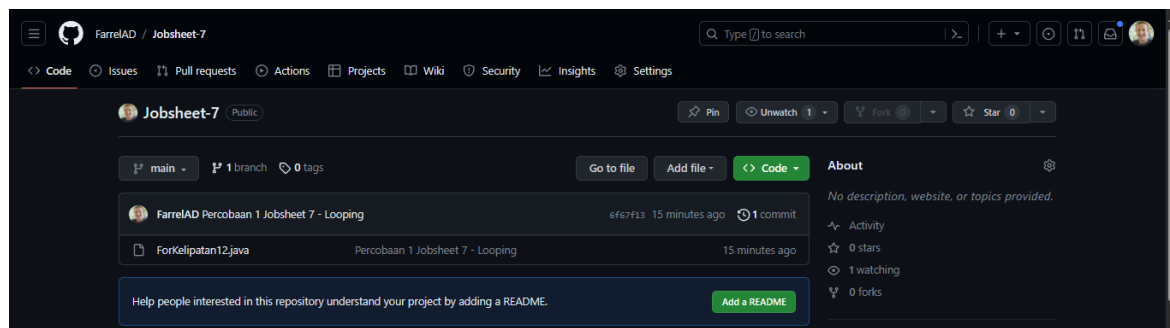 FarrelAD / Jobsheet-7
Type / to search
Code Issues Pull requests Actions Projects Wiki Security Insights Settings
Jobsheet-7 Public
Pin Unwatch 1 Fork 0 Star 0
main 1 branch 0 tags
Go to file Add file Code
About
No description, website, or topics provided.
FarrelAD Percobaan 1 Jobsheet 7 - Looping 6f67f13 15 minutes ago 1 commit
Activity
ForKelipatan12.java Percobaan 1 Jobsheet 7 - Looping 15 minutes ago
0 stars
1 watching
0 forks
Help people interested in this repository understand your project by adding a README. Add a README